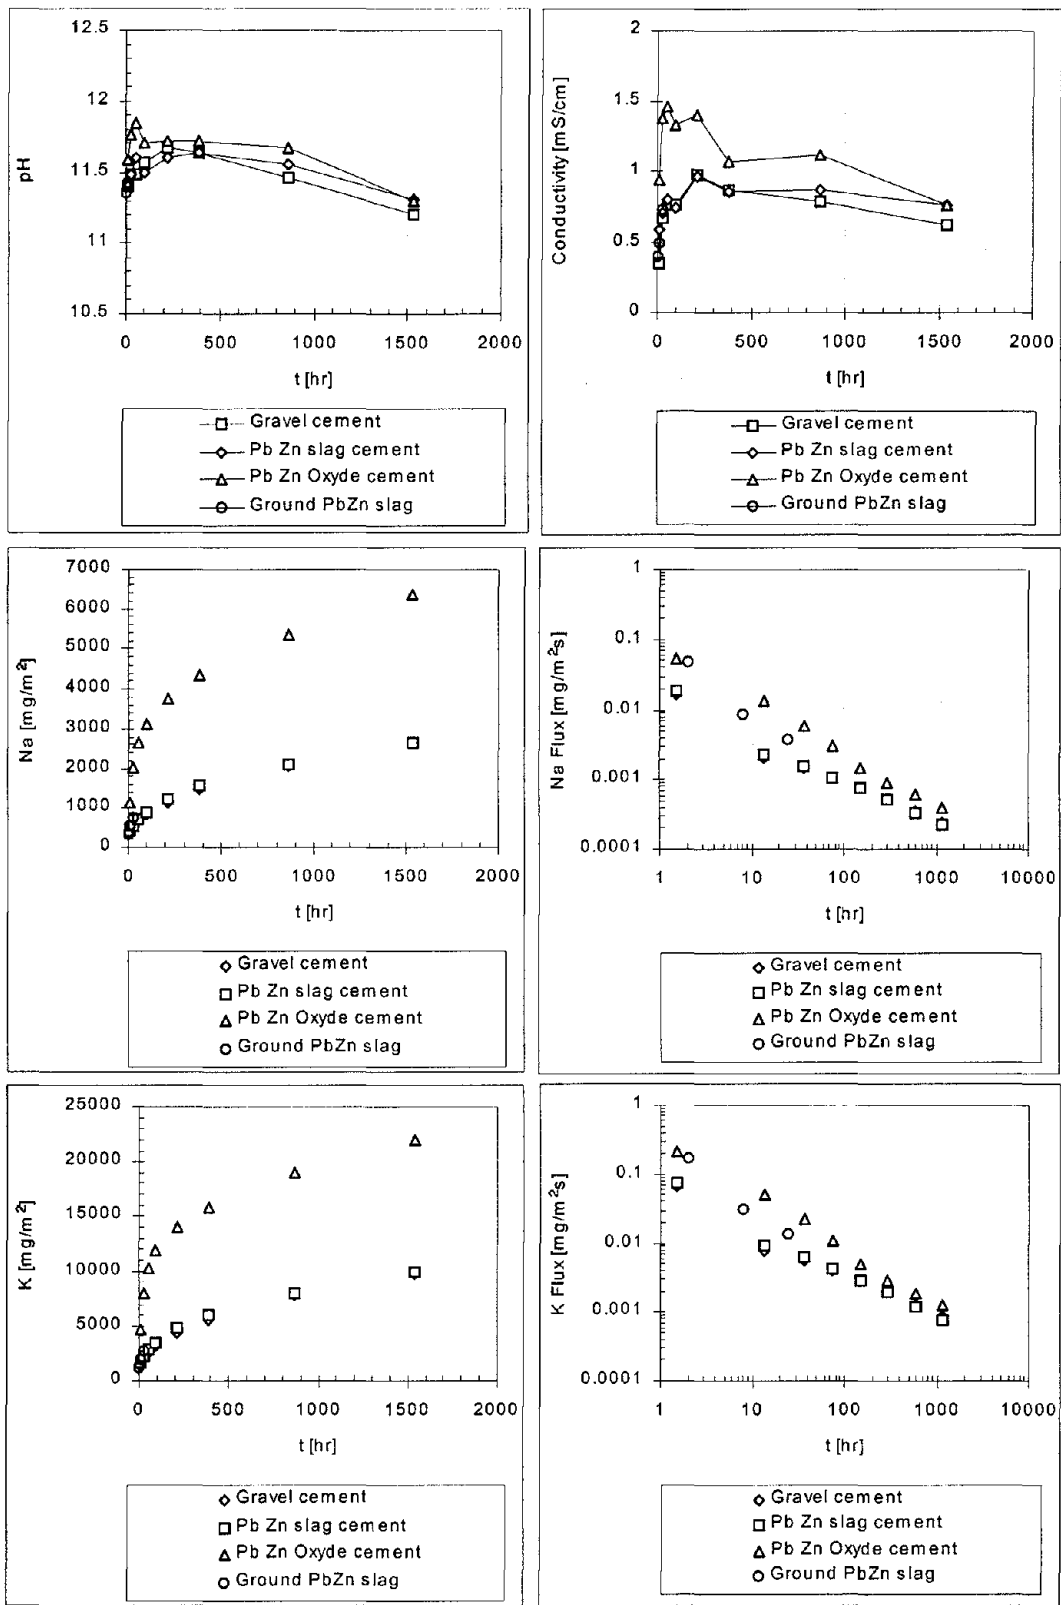 12.5
12
11.5
11
10.5
pH
0 500 1000 1500 2000
t [hr]
Gravel cement
Pb Zn slag cement
Pb Zn Oxyde cement
Ground PbZn slag
2
1.5
1
0.5
0
Conductivity [mS/cm]
0 500 1000 1500 2000
t [hr]
Gravel cement
Pb Zn slag cement
Pb Zn Oxyde cement
Ground PbZn slag
7000
6000
5000
4000
3000
2000
1000
0
Na [mg/m²]
0 500 1000 1500 2000
t [hr]
Gravel cement
Pb Zn slag cement
Pb Zn Oxyde cement
Ground PbZn slag
1
0.1
0.01
0.001
0.0001
Na Flux [mg/m²s]
1 10 100 1000 10000
t [hr]
Gravel cement
Pb Zn slag cement
Pb Zn Oxyde cement
Ground PbZn slag
25000
20000
15000
10000
5000
0
K [mg/m²]
0 500 1000 1500 2000
t [hr]
Gravel cement
Pb Zn slag cement
Pb Zn Oxyde cement
Ground PbZn slag
1
0.1
0.01
0.001
0.0001
K Flux [mg/m²s]
1 10 100 1000 10000
t [hr]
Gravel cement
Pb Zn slag cement
Pb Zn Oxyde cement
Ground PbZn slag